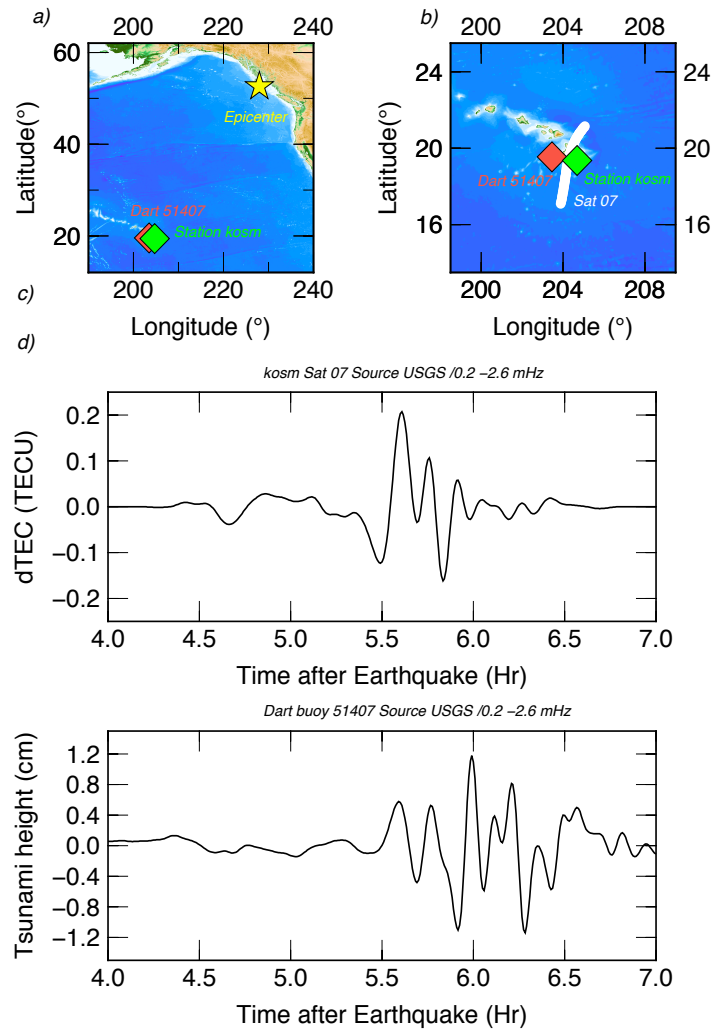 a)
200 220 240
60
40
20
Latitude(°)
Epicenter
Dart 51407
Station kosm
200 220 240
Longitude (°)
b)
200 204 208
24
20
16
Latitude(°)
24
20
16
Dart 51407
Station kosm
Sat 07
200 204 208
Longitude (°)
c)
d)
kosm Sat 07 Source USGS /0.2 −2.6 mHz
0.2
0.1
0.0
−0.1
−0.2
dTEC (TECU)
4.0 4.5 5.0 5.5 6.0 6.5 7.0
Time after Earthquake (Hr)
Dart buoy 51407 Source USGS /0.2 −2.6 mHz
1.2
0.8
0.4
0.0
−0.4
−0.8
−1.2
Tsunami height (cm)
4.0 4.5 5.0 5.5 6.0 6.5 7.0
Time after Earthquake (Hr)